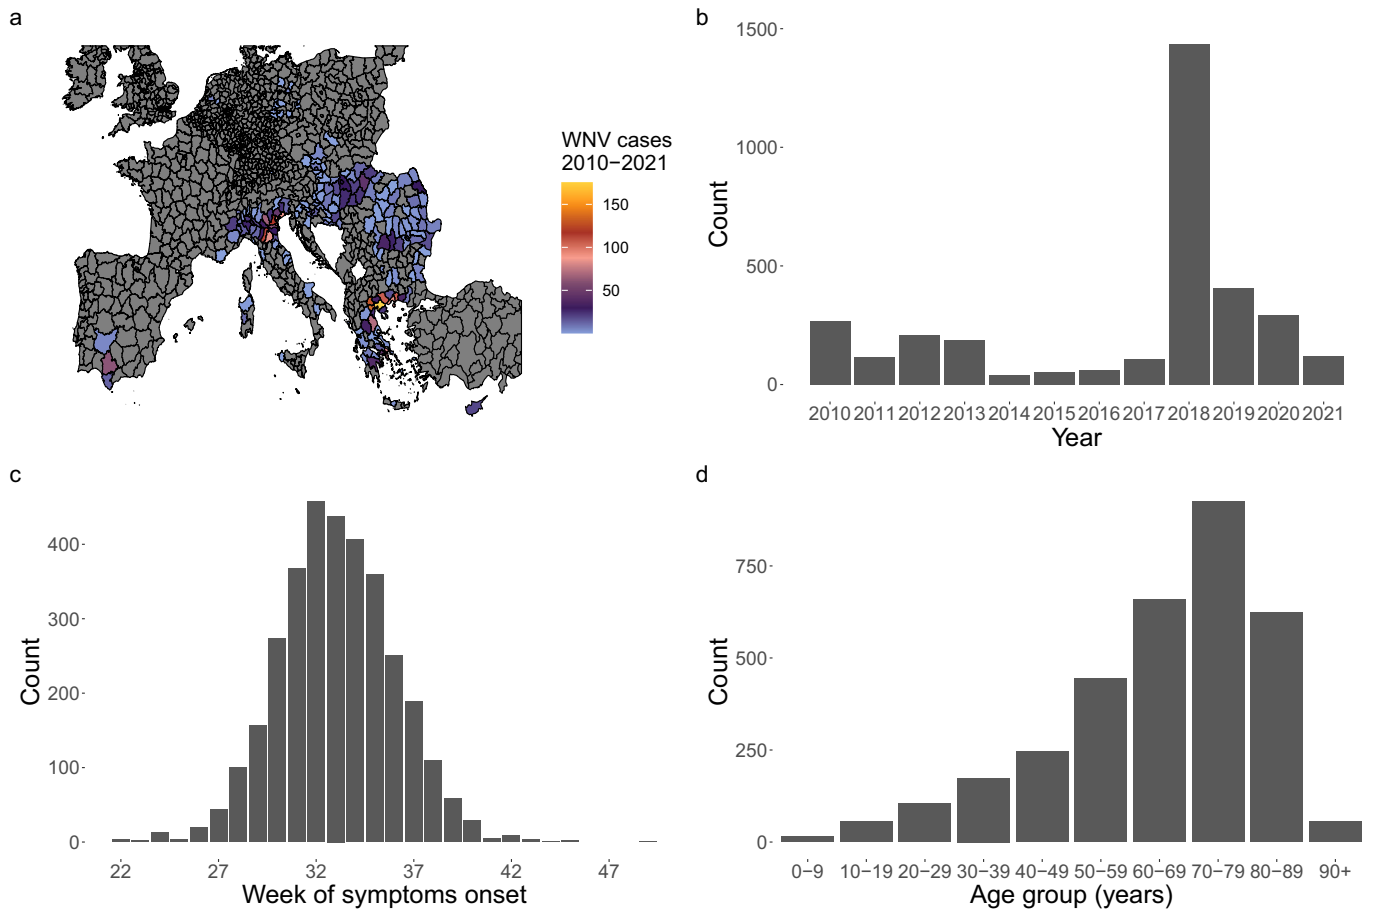 a
WNV cases
2010−2021
150
100
50
b
1500
1000
500
0
Count
2010 2011 2012 2013 2014 2015 2016 2017 2018 2019 2020 2021
Year
c
400
300
200
100
0
Count
22 27 32 37 42 47
Week of symptoms onset
d
750
500
250
0
Count
0−9 10−19 20−29 30−39 40−49 50−59 60−69 70−79 80−89 90+
Age group (years)